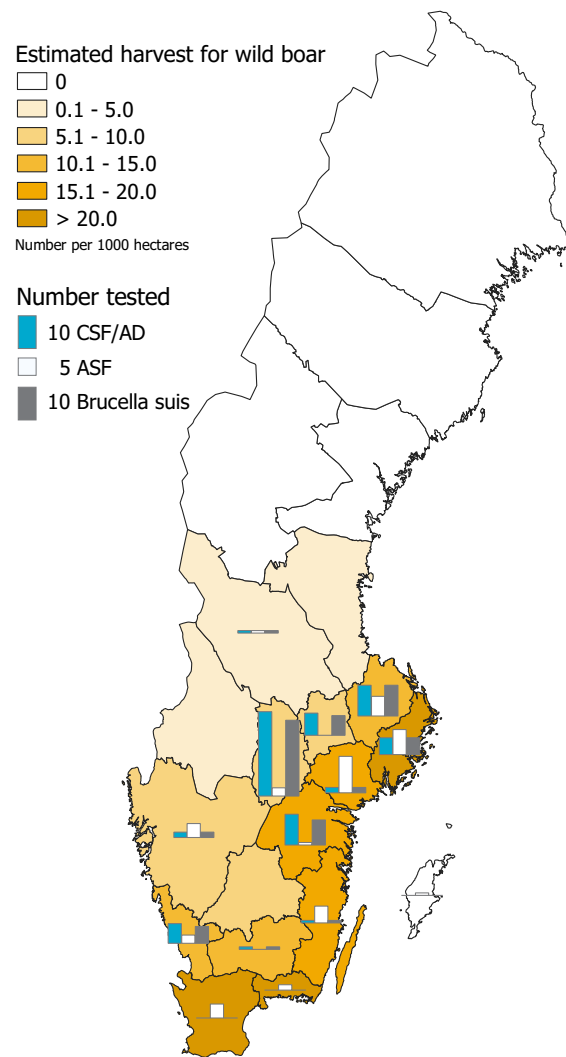 Estimated harvest for wild boar
0
0.1 - 5.0
5.1 - 10.0
10.1 - 15.0
15.1 - 20.0
> 20.0
Number per 1000 hectares
Number tested
10 CSF/AD
5 ASF
10 Brucella suis